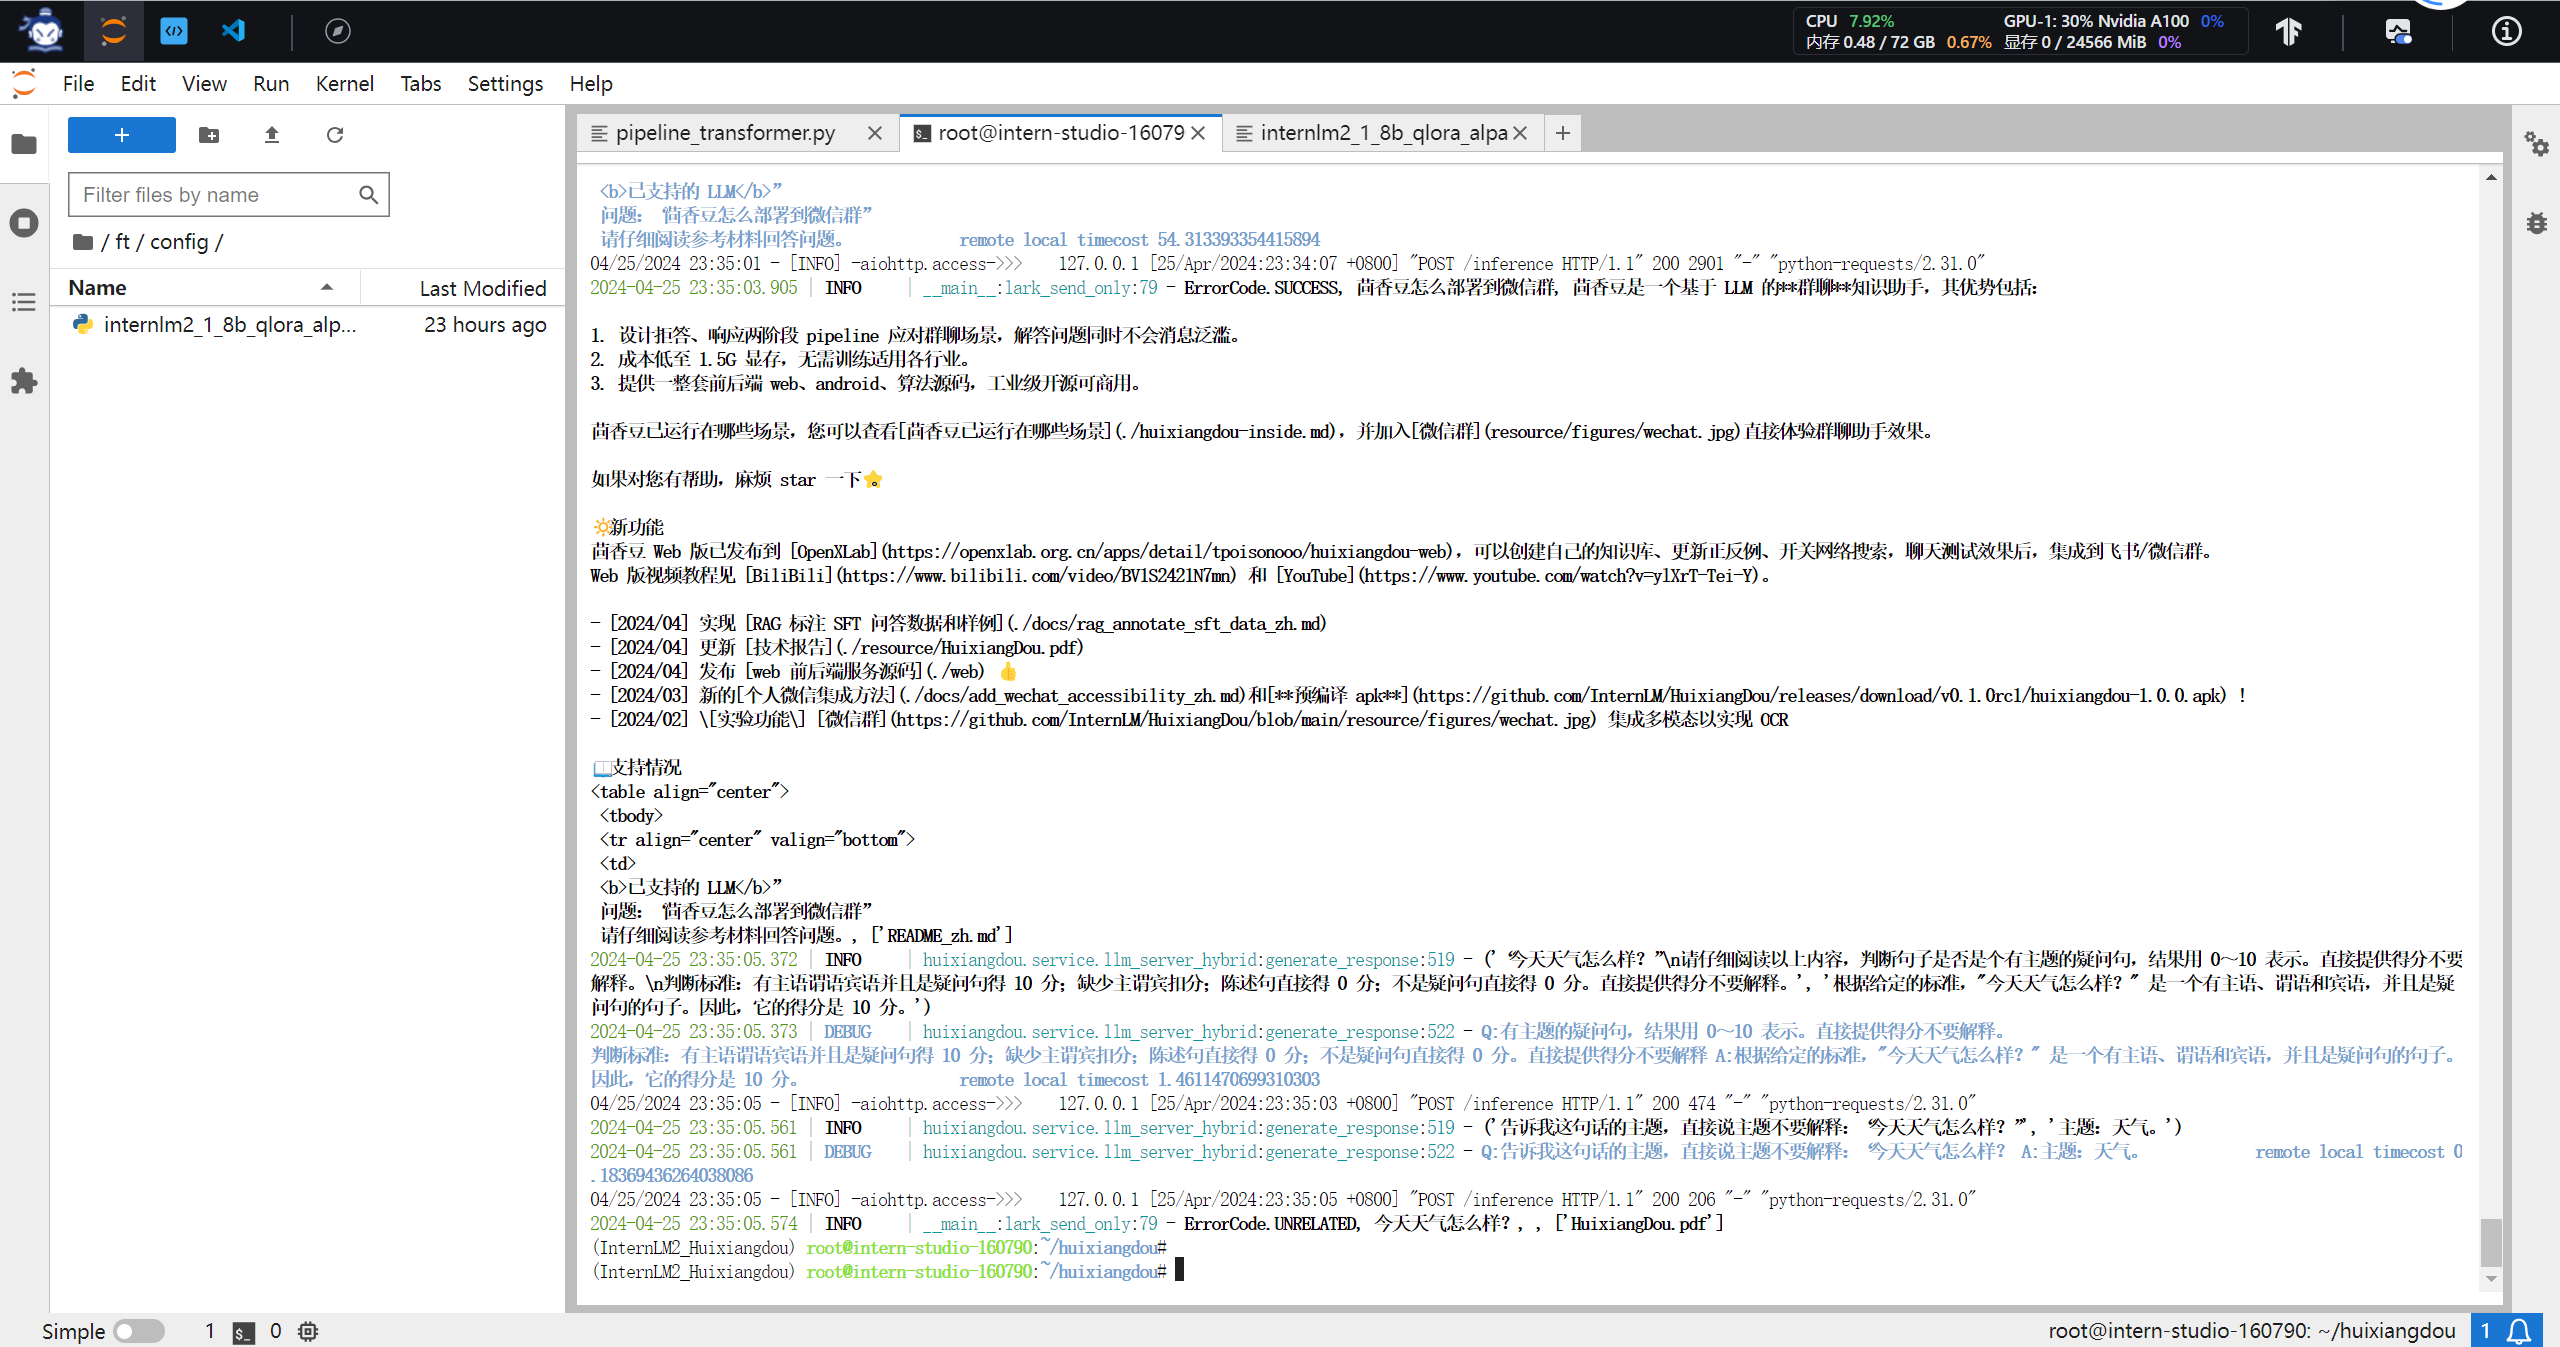 CPU 7.92%
内存 0.48 / 72 GB 0.67%
GPU-1: 30% Nvidia A100 0%
显存 0 / 24566 MiB 0%
File Edit View Run Kernel Tabs Settings Help
+
Filter files by name
/ ft / config /
Name Last Modified
internlm2_1_8b_qlora_alp... 23 hours ago
pipeline_transformer.py
root@intern-studio-16079
internlm2_1_8b_qlora_alpa
<b>已支持的 LLM</b>”
问题：“茴香豆怎么部署到微信群”
请仔细阅读参考材料回答问题。 remote local timecost 54.313393354415894
04/25/2024 23:35:01 - [INFO] -aiohttp.access->>> 127.0.0.1 [25/Apr/2024:23:34:07 +0800] "POST /inference HTTP/1.1" 200 2901 "-" "python-requests/2.31.0"
2024-04-25 23:35:03.905 | INFO | __main__:lark_send_only:79 - ErrorCode.SUCCESS, 茴香豆怎么部署到微信群, 茴香豆是一个基于 LLM 的**群聊**知识助手，其优势包括：
1. 设计拒答、响应两阶段 pipeline 应对群聊场景，解答问题同时不会消息泛滥。
2. 成本低至 1.5G 显存，无需训练适用各行业。
3. 提供一整套前后端 web、android、算法源码，工业级开源可商用。
茴香豆已运行在哪些场景，您可以查看[茴香豆已运行在哪些场景](./huixiangdou-inside.md)，并加入[微信群](resource/figures/wechat.jpg)直接体验群聊助手效果。
如果对您有帮助，麻烦 star 一下⭐。
🔆新功能
茴香豆 Web 版已发布到 [OpenXLab](https://openxlab.org.cn/apps/detail/tpoisonooo/huixiangdou-web)，可以创建自己的知识库、更新正反例、开关网络搜索，聊天测试效果后，集成到飞书/微信群。
Web 版视频教程见 [BiliBili](https://www.bilibili.com/video/BV1S2421N7mn) 和 [YouTube](https://www.youtube.com/watch?v=ylXrT-Tei-Y)。
- [2024/04] 实现 [RAG 标注 SFT 问答数据和样例](./docs/rag_annotate_sft_data_zh.md)
- [2024/04] 更新 [技术报告](./resource/HuixiangDou.pdf)
- [2024/04] 发布 [web 前后端服务源码](./web) 👍
- [2024/03] 新的[个人微信集成方法](./docs/add_wechat_accessibility_zh.md)和[**预编译 apk**](https://github.com/InternLM/HuixiangDou/releases/download/v0.1.0rc1/huixiangdou-1.0.0.apk) !
- [2024/02] \[实验功能\] [微信群](https://github.com/InternLM/HuixiangDou/blob/main/resource/figures/wechat.jpg) 集成多模态以实现 OCR
📖支持情况
<table align="center">
<tbody>
<tr align="center" valign="bottom">
<td>
<b>已支持的 LLM</b>”
问题：“茴香豆怎么部署到微信群”
请仔细阅读参考材料回答问题。, ['README_zh.md']
2024-04-25 23:35:05.372 | INFO | huixiangdou.service.llm_server_hybrid:generate_response:519 - ('“今天天气怎么样？”\n请仔细阅读以上内容，判断句子是否是个有主题的疑问句，结果用 0～10 表示。直接提供得分不要
解释。\n判断标准：有主语谓语宾语并且是疑问句得 10 分；缺少主谓宾扣分；陈述句直接得 0 分；不是疑问句直接得 0 分。直接提供得分不要解释。', '根据给定的标准，"今天天气怎么样？" 是一个有主语、谓语和宾语，并且是疑
问句的句子。因此，它的得分是 10 分。')
2024-04-25 23:35:05.373 | DEBUG | huixiangdou.service.llm_server_hybrid:generate_response:522 - Q:有主题的疑问句，结果用 0～10 表示。直接提供得分不要解释。
判断标准：有主语谓语宾语并且是疑问句得 10 分；缺少主谓宾扣分；陈述句直接得 0 分；不是疑问句直接得 0 分。直接提供得分不要解释 A:根据给定的标准，"今天天气怎么样？" 是一个有主语、谓语和宾语，并且是疑问句的句子。
因此，它的得分是 10 分。 remote local timecost 1.4611470699310303
04/25/2024 23:35:05 - [INFO] -aiohttp.access->>> 127.0.0.1 [25/Apr/2024:23:35:03 +0800] "POST /inference HTTP/1.1" 200 474 "-" "python-requests/2.31.0"
2024-04-25 23:35:05.561 | INFO | huixiangdou.service.llm_server_hybrid:generate_response:519 - ('告诉我这句话的主题，直接说主题不要解释：“今天天气怎么样？”', '主题：天气。')
2024-04-25 23:35:05.561 | DEBUG | huixiangdou.service.llm_server_hybrid:generate_response:522 - Q:告诉我这句话的主题，直接说主题不要解释：“今天天气怎么样？ A:主题：天气。 remote local timecost 0
.18369436264038086
04/25/2024 23:35:05 - [INFO] -aiohttp.access->>> 127.0.0.1 [25/Apr/2024:23:35:05 +0800] "POST /inference HTTP/1.1" 200 206 "-" "python-requests/2.31.0"
2024-04-25 23:35:05.574 | INFO | __main__:lark_send_only:79 - ErrorCode.UNRELATED, 今天天气怎么样？, , ['HuixiangDou.pdf']
(InternLM2_Huixiangdou) root@intern-studio-160790:~/huixiangdou#
(InternLM2_Huixiangdou) root@intern-studio-160790:~/huixiangdou#
Simple 1 0
root@intern-studio-160790: ~/huixiangdou 1